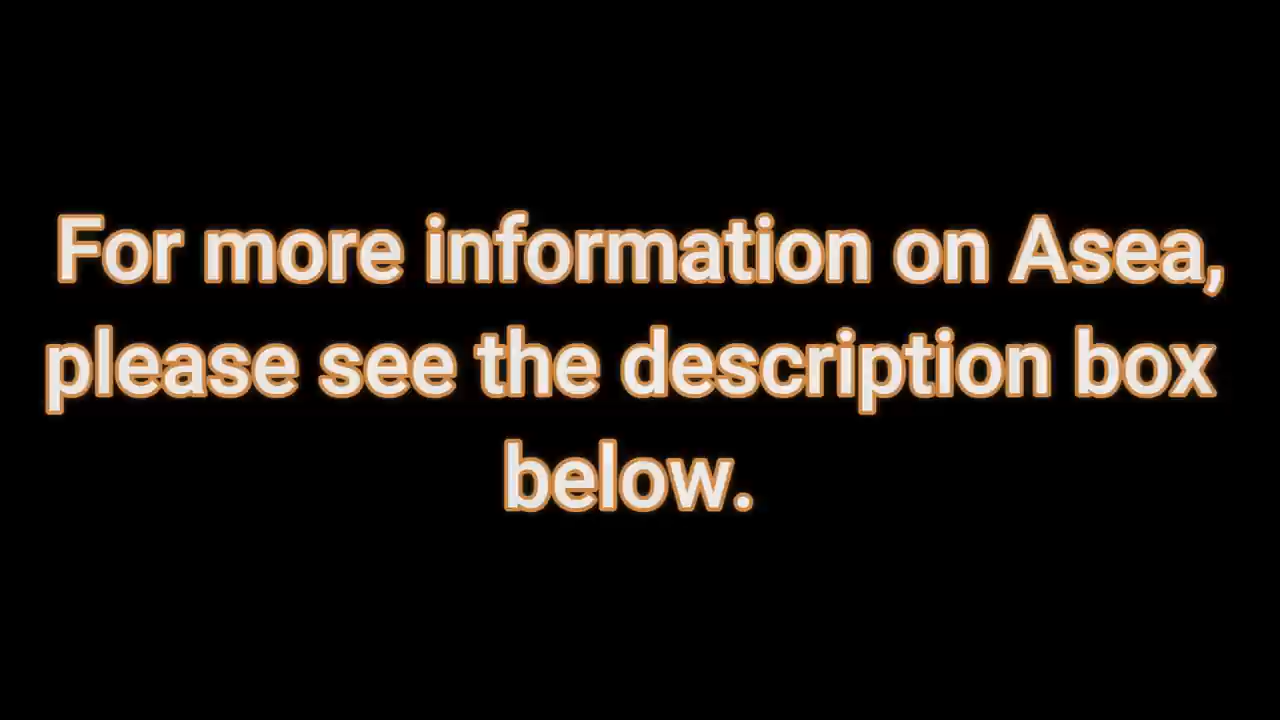 For more information on Asea,
please see the description box
below.